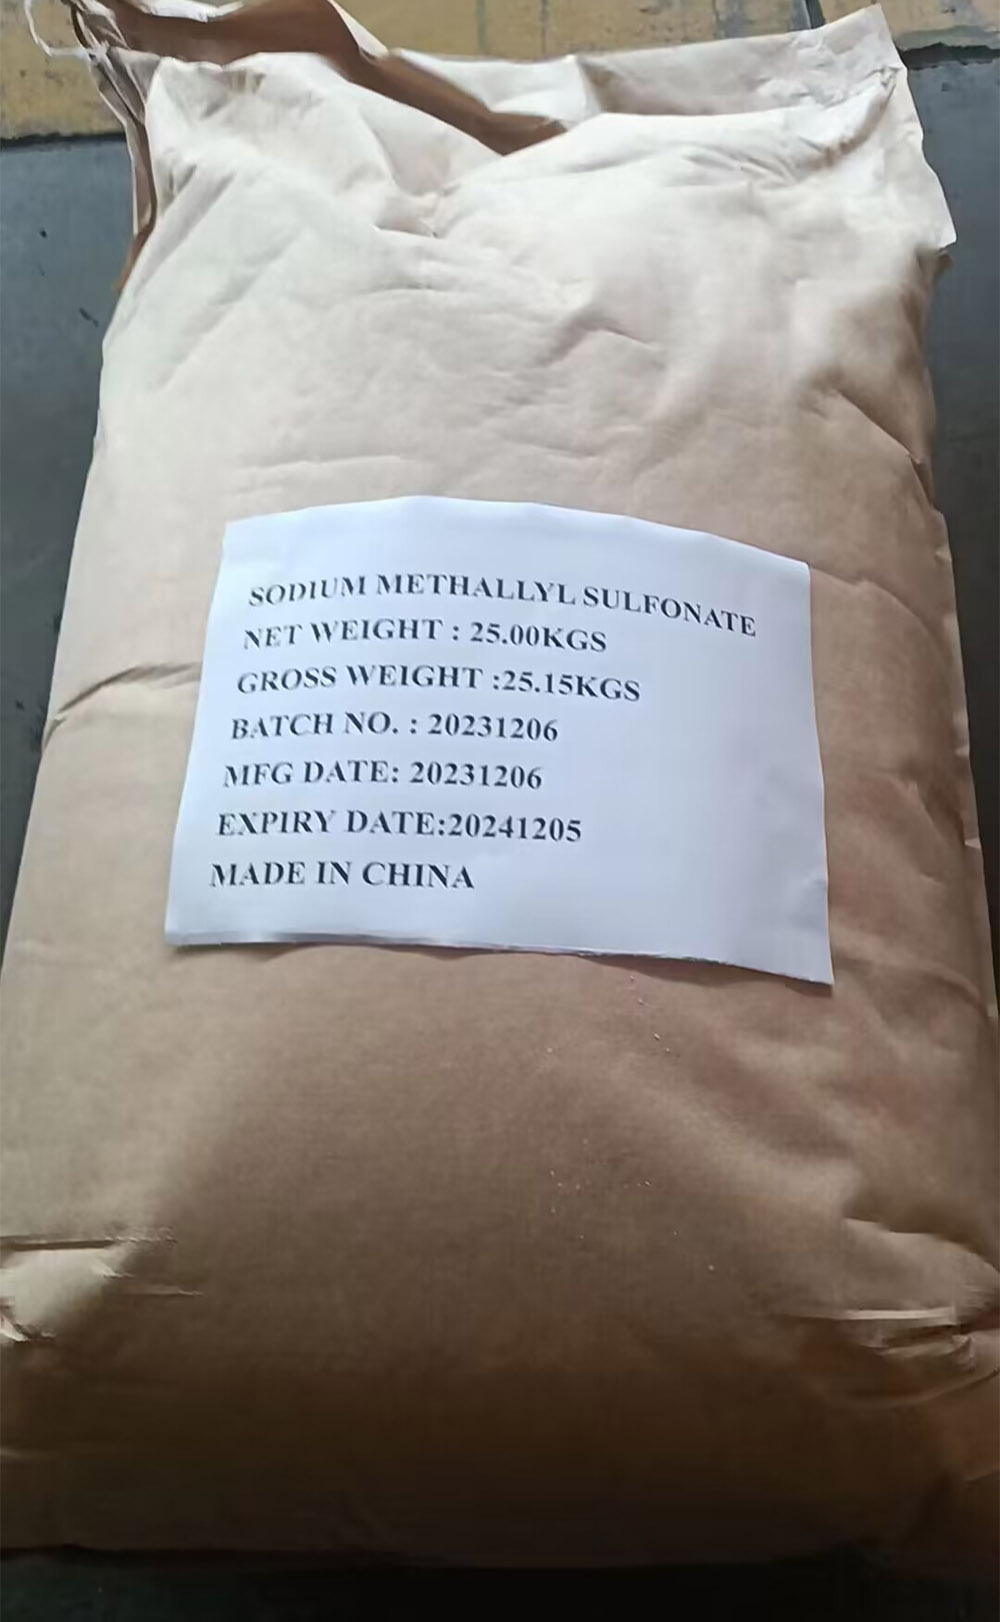 SODIUM METHALLYL SULFONATE
NET WEIGHT : 25.00KGS
GROSS WEIGHT :25.15KGS
BATCH NO. : 20231206
MFG DATE: 20231206
EXPIRY DATE:20241205
MADE IN CHINA